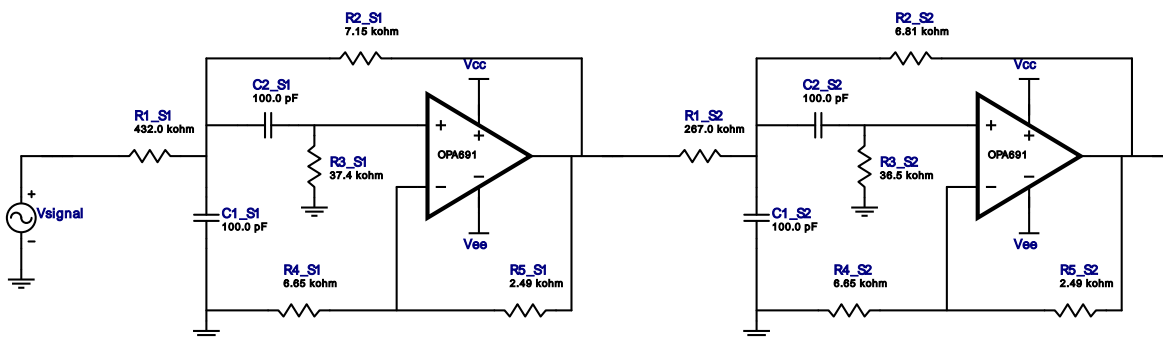 R2_S1
7.15 kohm
Vcc
C2_S1
100.0 pF
R1_S1
432.0 kohm
+
+
OPA691
R3_S1
37.4 kohm
−
−
+
Vsignal
−
C1_S1
100.0 pF
Vee
R4_S1
6.65 kohm
R5_S1
2.49 kohm
R2_S2
6.81 kohm
Vcc
C2_S2
100.0 pF
R1_S2
267.0 kohm
+
+
OPA691
R3_S2
36.5 kohm
−
−
C1_S2
100.0 pF
Vee
R4_S2
6.65 kohm
R5_S2
2.49 kohm